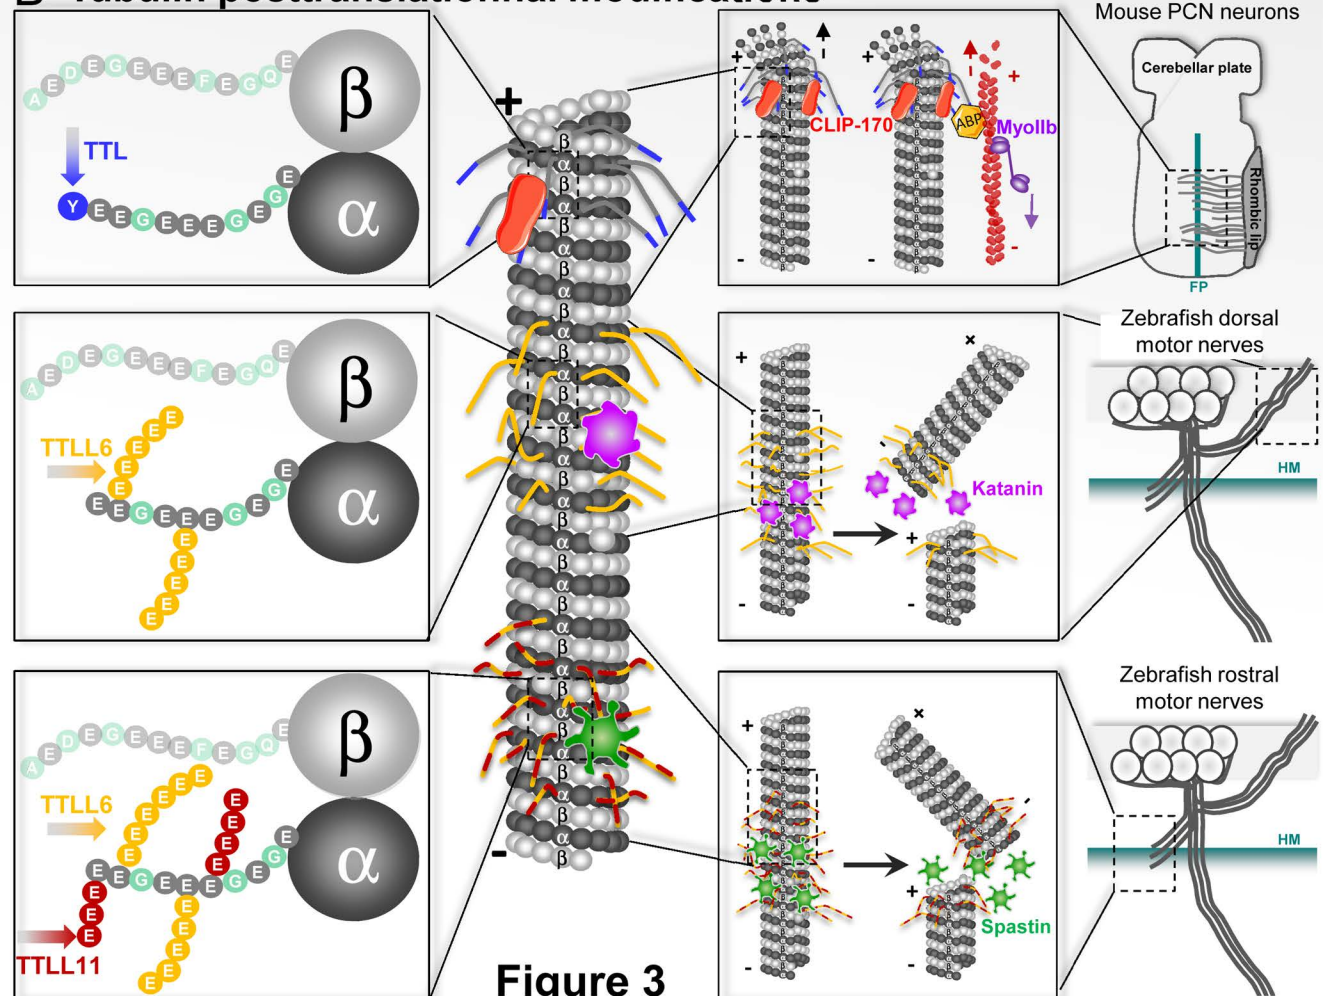 B Tubulin posttranslationnal modifications
A E D E G E E E F E G Q E
β
TTL
Y E E G E E E G E G E
α
A E D E G E E E F E G Q E
β
TTLL6
E E E E E
E E G E E E G E G E
α
E E E E E
A E D E G E E E F E G Q E
β
TTLL6
E E E E E E
E E E E
E E G E E E G E G E
α
E E E E
TTLL11
E E E E E
+
β
α
β
α
β
α
β
α
β
α
β
α
β
α
β
α
β
α
β
α
β
α
β
α
β
α
β
α
β
α
β
α
β
α
β
-
Figure 3
+ + +
CLIP-170
ABP
MyoIIb
- - -
+ +
-
Katanin
+
- -
+ +
-
+
Spastin
- -
Mouse PCN neurons
Cerebellar plate
Rhombic lip
FP
Zebrafish dorsal
motor nerves
HM
Zebrafish rostral
motor nerves
HM